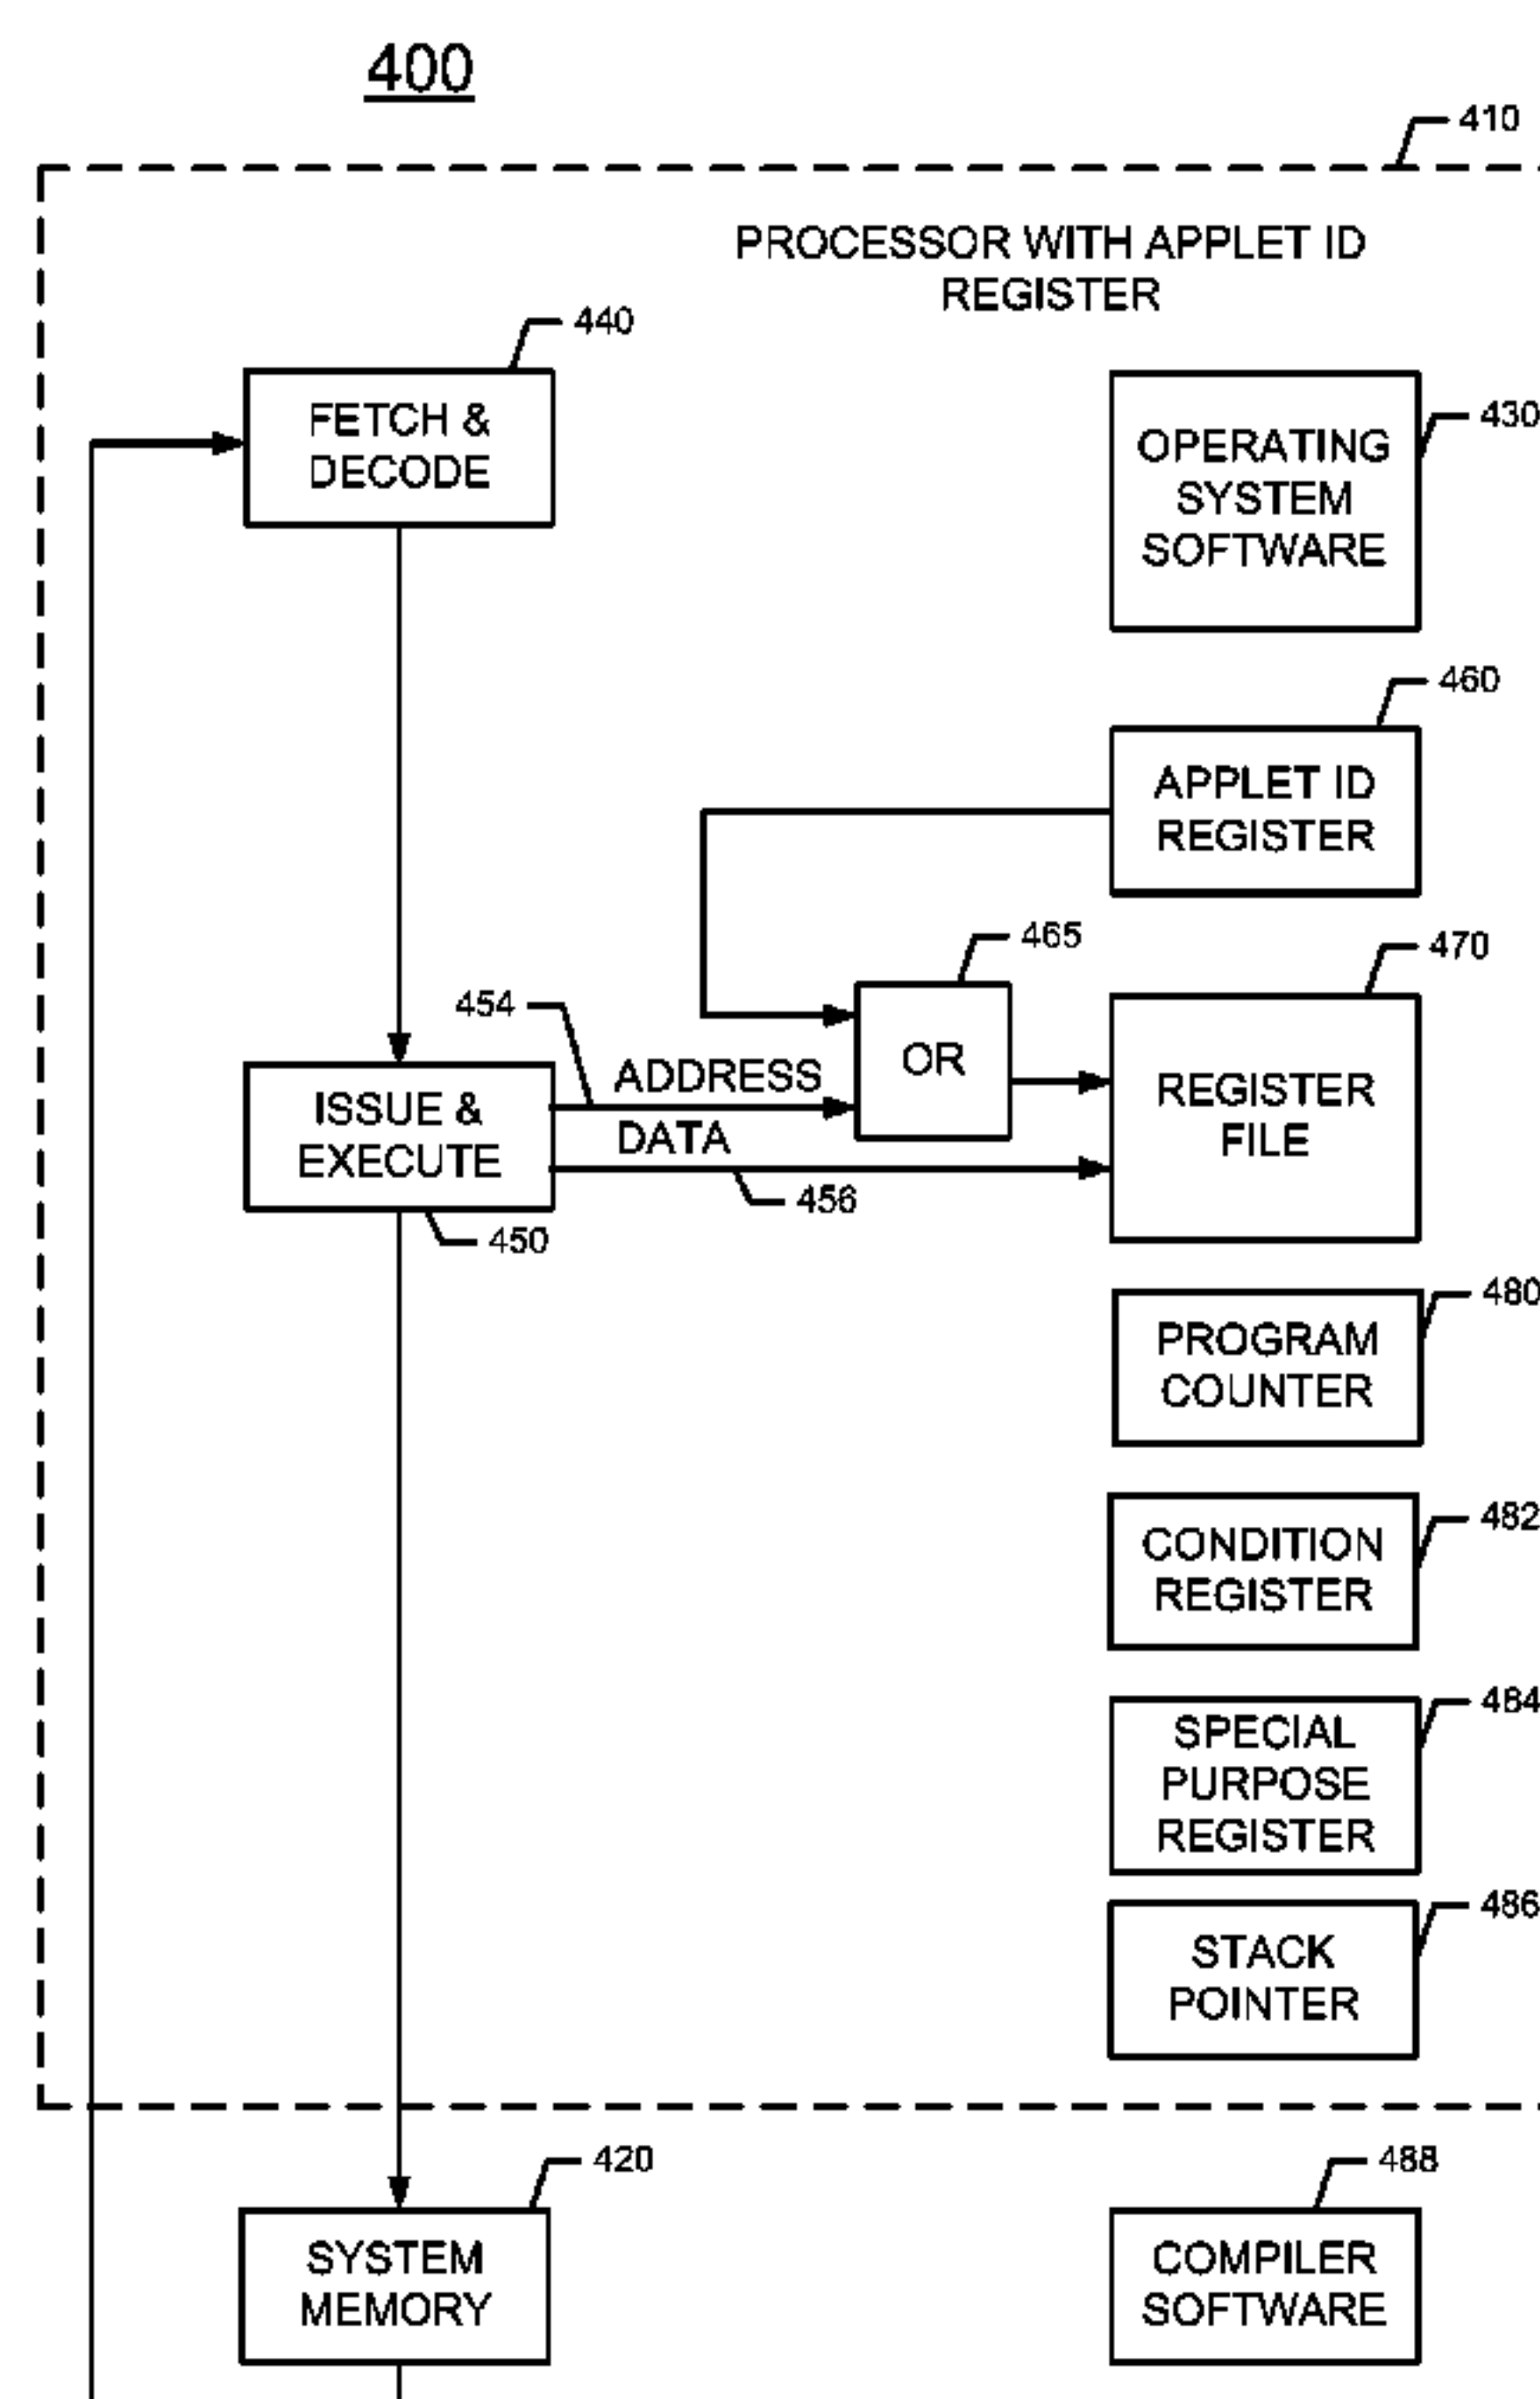 400
410
PROCESSOR WITH APPLET ID
REGISTER
440
FETCH &
DECODE
430
OPERATING
SYSTEM
SOFTWARE
460
APPLET ID
REGISTER
465
470
454
OR
ADDRESS
ISSUE &
EXECUTE
DATA
REGISTER
FILE
456
450
480
PROGRAM
COUNTER
482
CONDITION
REGISTER
484
SPECIAL
PURPOSE
REGISTER
486
STACK
POINTER
420
488
SYSTEM
MEMORY
COMPILER
SOFTWARE